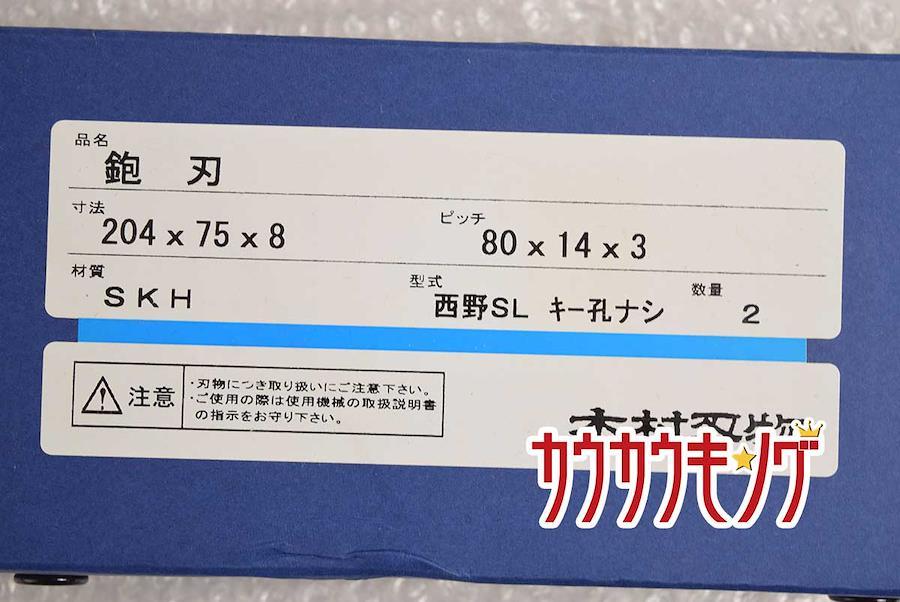 品名
鉋 刃
寸法
204 x 75 x 8
ピッチ
80 x 14 x 3
材質
SKH
型式
西野SL キー孔ナシ
数量
2
注意
・刃物につき取り扱いにご注意下さい。
・ご使用の際は使用機械の取扱説明書
の指示をお守り下さい。
木村刃物
カウカウキング